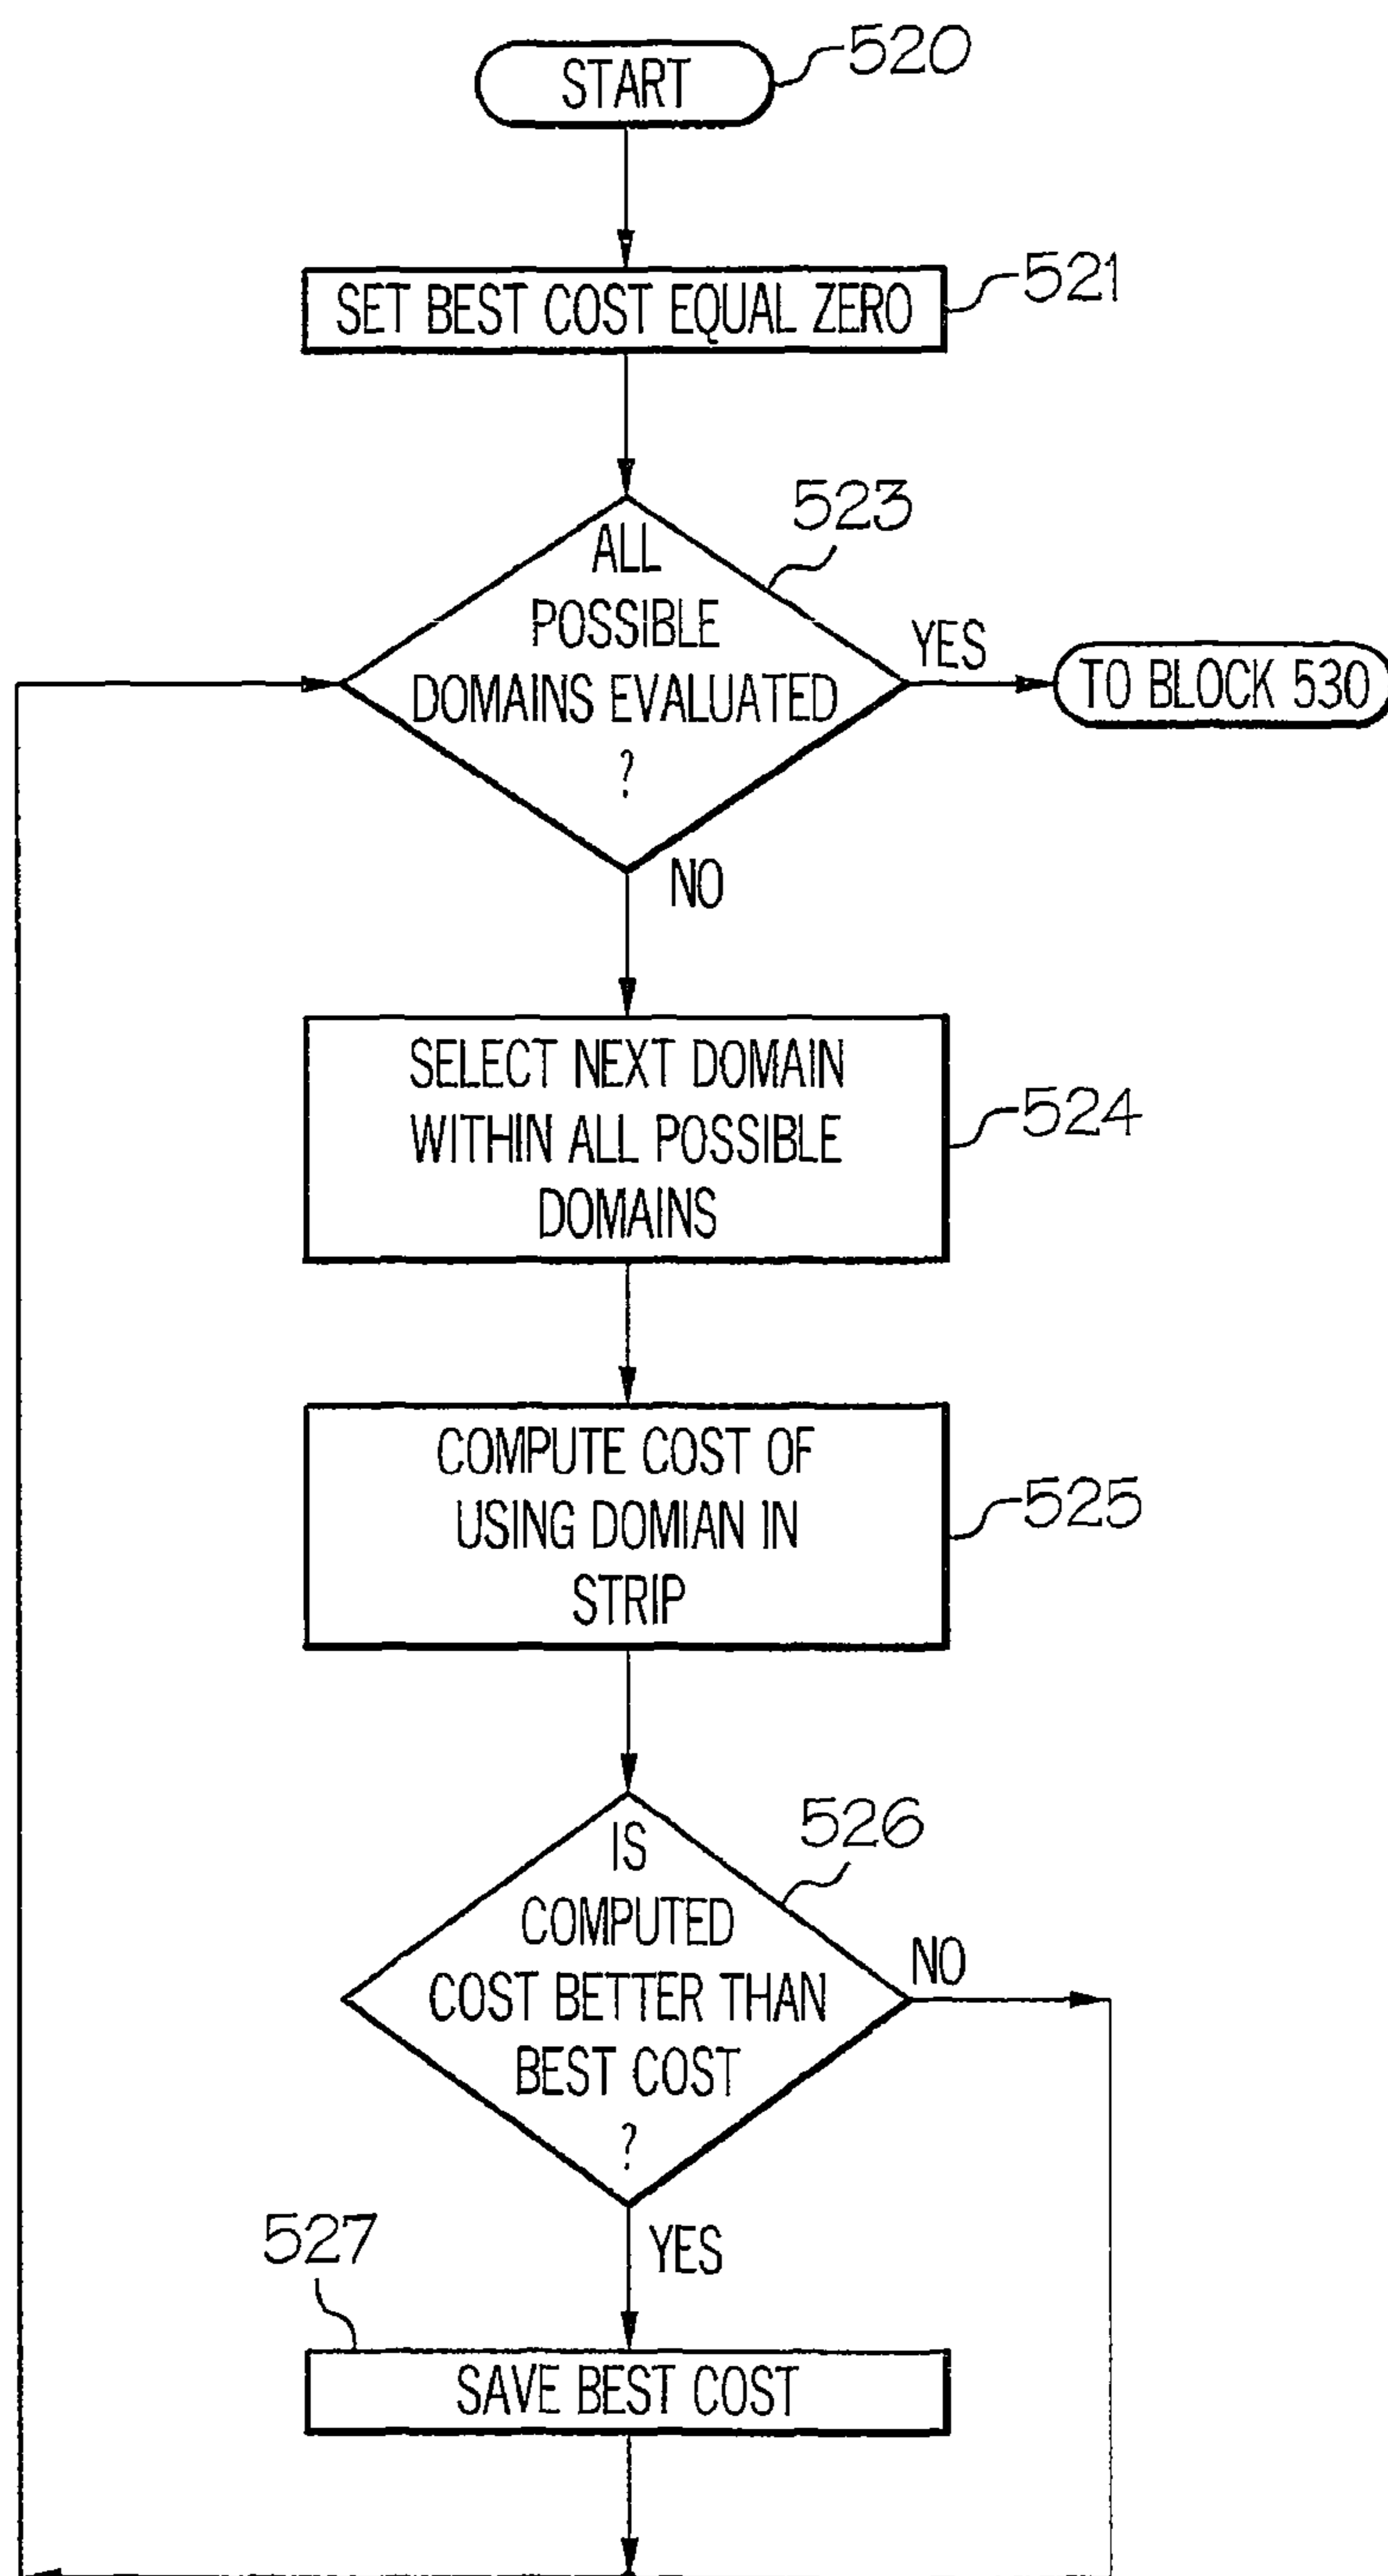 START
520
SET BEST COST EQUAL ZERO
521
523
ALL
POSSIBLE
DOMAINS EVALUATED
?
YES
TO BLOCK 530
NO
SELECT NEXT DOMAIN
WITHIN ALL POSSIBLE
DOMAINS
524
COMPUTE COST OF
USING DOMIAN IN
STRIP
525
526
IS
COMPUTED
COST BETTER THAN
BEST COST
?
NO
YES
527
SAVE BEST COST